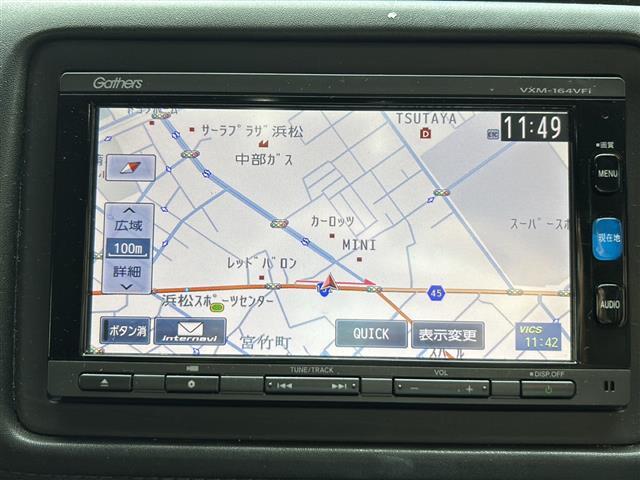 Gathers
VXM-164VFi
サーラプラザ浜松
TSUTAYA
11:49
画質
中部ガス
MENU
広域
カーロッツ
スーパースポ
100m
MINI
現在地
詳細
レッドバロン
45
浜松スポーツセンター
AUDIO
ボタン消
internavi
宮竹町
QUICK
表示変更
VICS
11:42
TUNE/TRACK
VOL
DISP.OFF